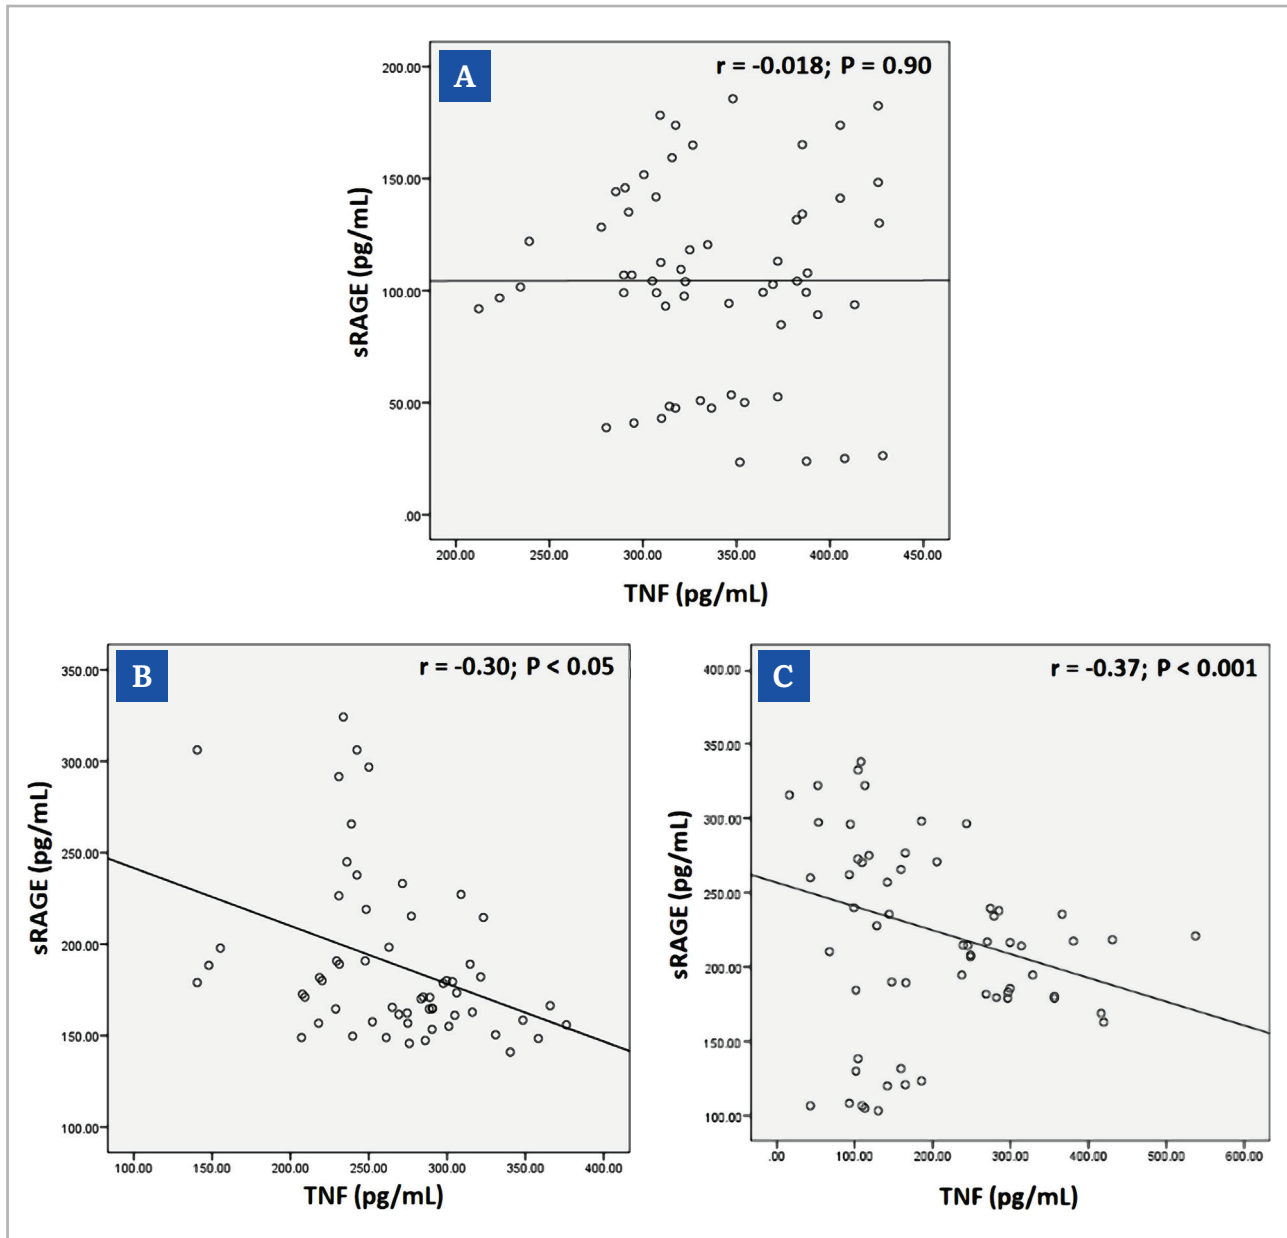 A
r = -0.018; P = 0.90
200.00
150.00
100.00
50.00
.00
sRAGE (pg/mL)
200.00 250.00 300.00 350.00 400.00 450.00
TNF (pg/mL)
B
r = -0.30; P < 0.05
350.00
300.00
250.00
200.00
150.00
100.00
sRAGE (pg/mL)
100.00 150.00 200.00 250.00 300.00 350.00 400.00
TNF (pg/mL)
C
r = -0.37; P < 0.001
400.00
350.00
300.00
250.00
200.00
150.00
100.00
sRAGE (pg/mL)
.00 100.00 200.00 300.00 400.00 500.00 600.00
TNF (pg/mL)